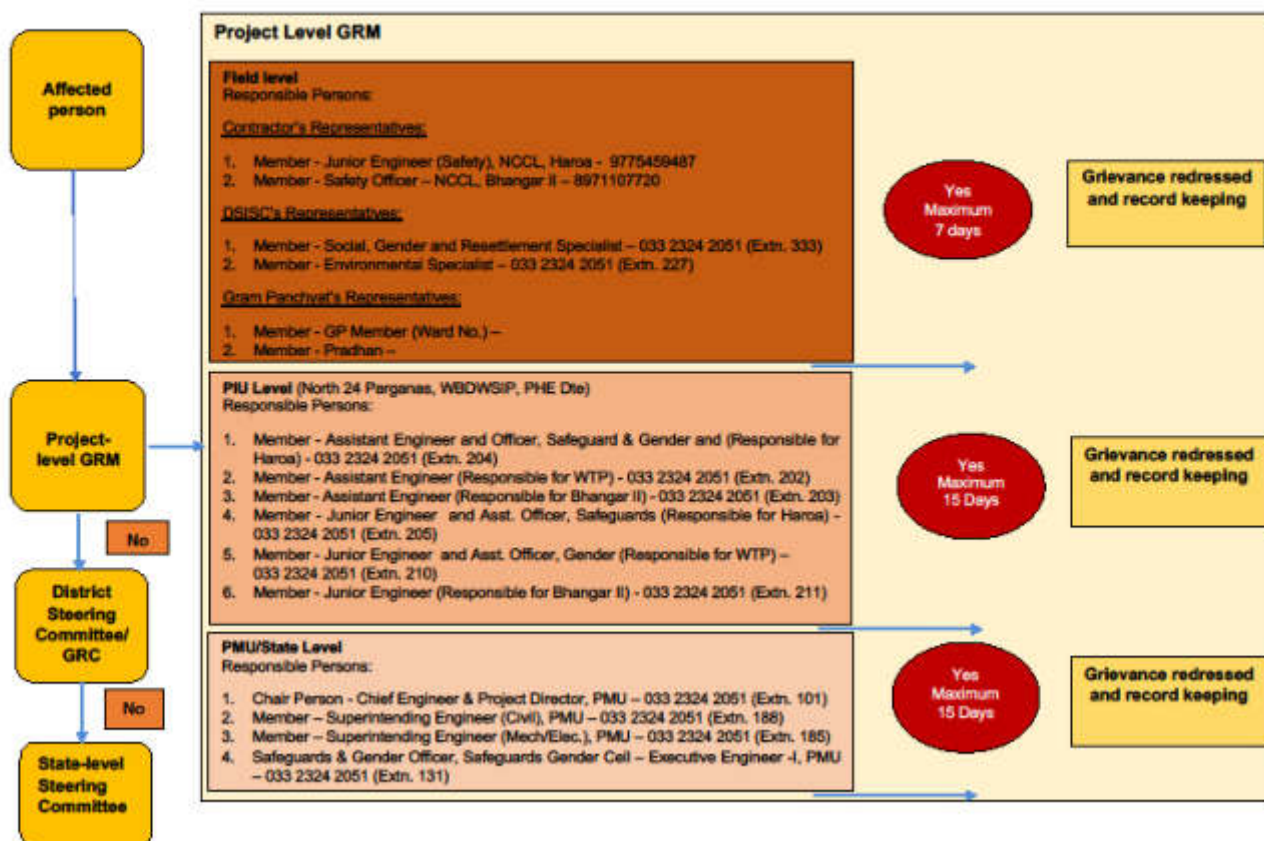 Affected
person
Project-
level GRM
No
District
Steering
Committee/
GRC
No
State-level
Steering
Committee
Project Level GRM
Field level
Responsible Persons:
Contractor's Representatives:
1. Member - Junior Engineer (Safety), NCCL, Haroa - 9775459487
2. Member - Safety Officer – NCCL, Bhangar II – 8971107720
DSISC's Representatives:
1. Member - Social, Gender and Resettlement Specialist – 033 2324 2051 (Extn. 333)
2. Member - Environmental Specialist – 033 2324 2051 (Extn. 227)
Gram Panchyat's Representatives:
1. Member - GP Member (Ward No.) –
2. Member - Pradhan –
Yes
Maximum
7 days
Grievance redressed
and record keeping
PIU Level (North 24 Parganas, WBDWSIP, PHE Dte)
Responsible Persons:
1. Member - Assistant Engineer and Officer, Safeguard & Gender and (Responsible for
Haroa) - 033 2324 2051 (Extn. 204)
2. Member - Assistant Engineer (Responsible for WTP) - 033 2324 2051 (Extn. 202)
3. Member - Assistant Engineer (Responsible for Bhangar II) - 033 2324 2051 (Extn. 203)
4. Member - Junior Engineer and Asst. Officer, Safeguards (Responsible for Haroa) -
033 2324 2051 (Extn. 205)
5. Member - Junior Engineer and Asst. Officer, Gender (Responsible for WTP) –
033 2324 2051 (Extn. 210)
6. Member - Junior Engineer (Responsible for Bhangar II) - 033 2324 2051 (Extn. 211)
Yes
Maximum
15 Days
Grievance redressed
and record keeping
PMU/State Level
Responsible Persons:
1. Chair Person - Chief Engineer & Project Director, PMU – 033 2324 2051 (Extn. 101)
2. Member – Superintending Engineer (Civil), PMU – 033 2324 2051 (Extn. 188)
3. Member – Superintending Engineer (Mech/Elec.), PMU – 033 2324 2051 (Extn. 185)
4. Safeguards & Gender Officer, Safeguards Gender Cell – Executive Engineer -I, PMU
– 033 2324 2051 (Extn. 131)
Yes
Maximum
15 Days
Grievance redressed
and record keeping